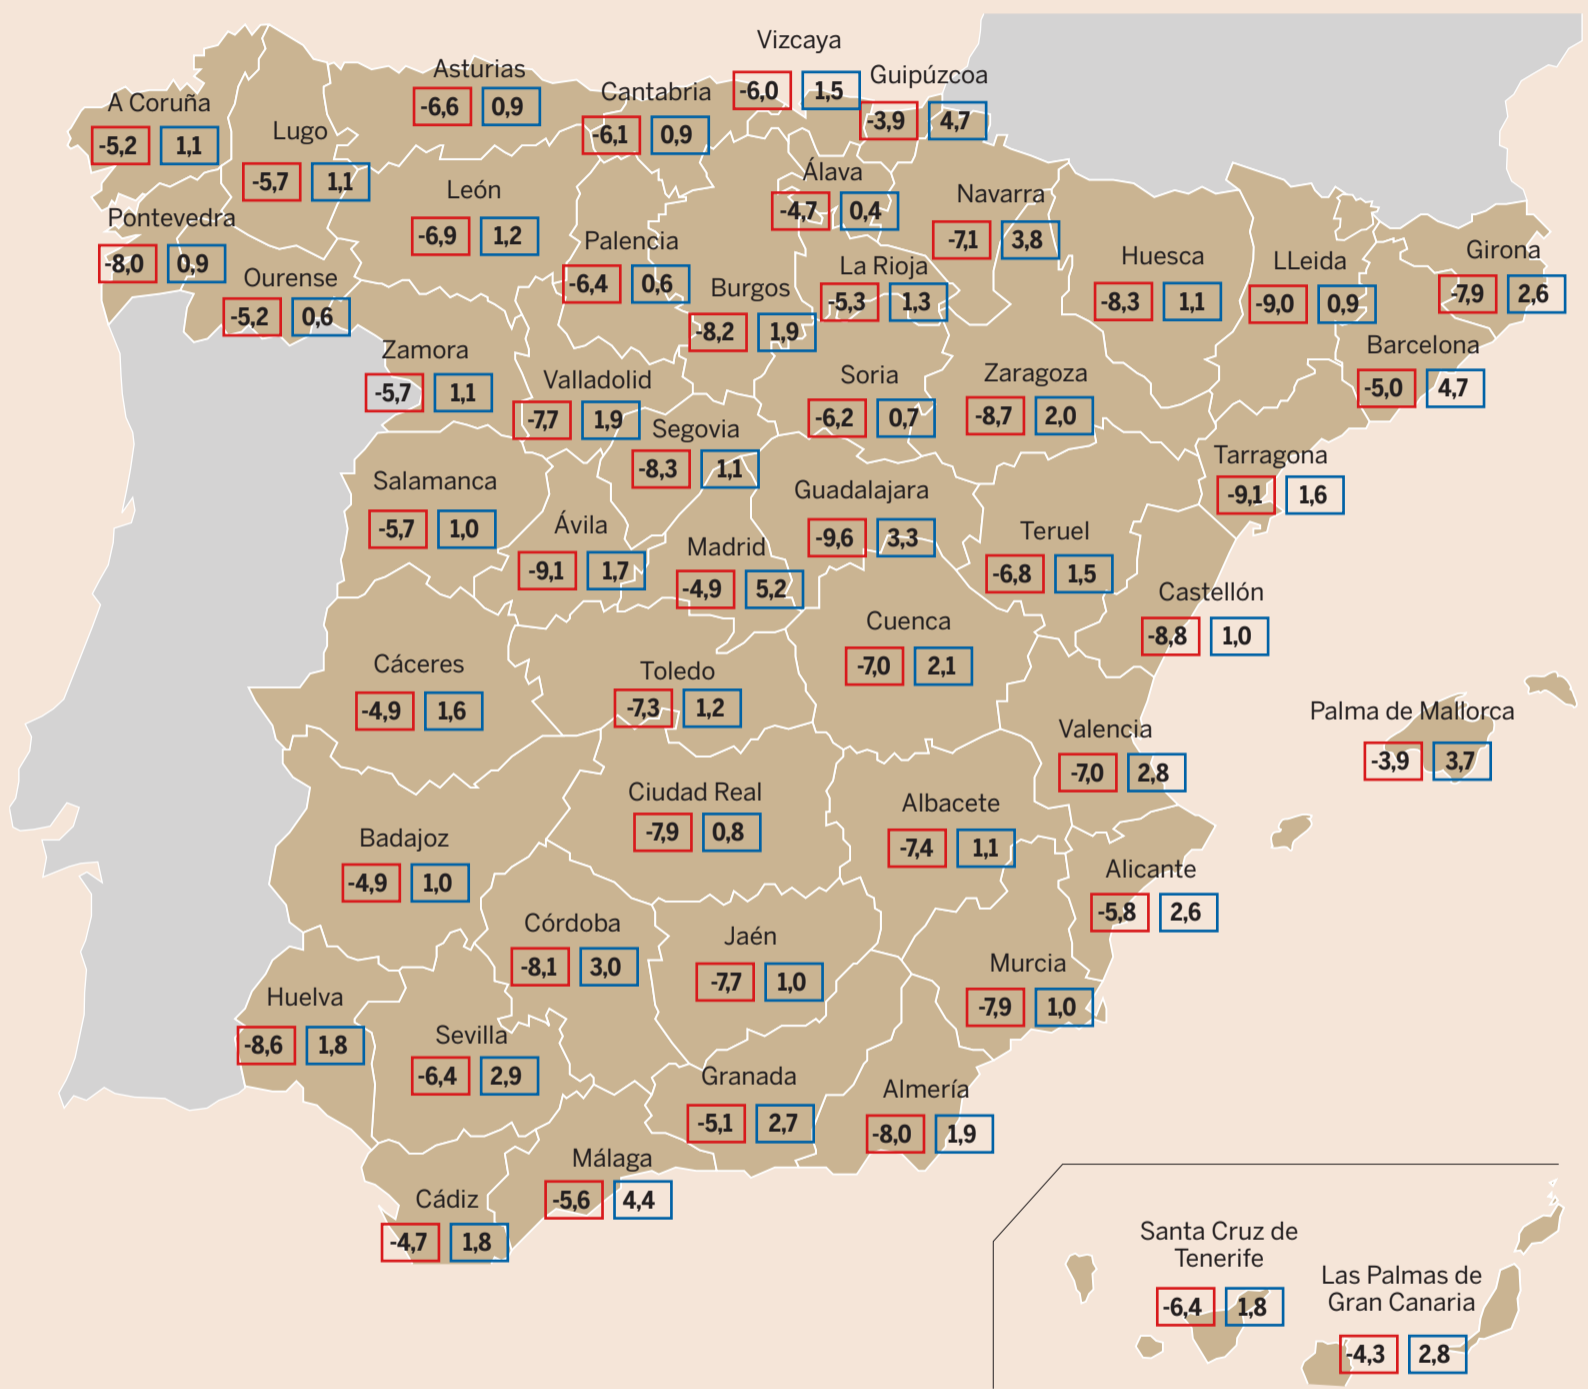 Vizcaya
-6,0 1,5
Asturias
-6,6 0,9
Cantabria
-6,1 0,9
Guipúzcoa
-3,9 4,7
A Coruña
-5,2 1,1
Lugo
-5,7 1,1
León
-6,9 1,2
Álava
-4,7 0,4
Navarra
-7,1 3,8
Pontevedra
-8,0 0,9
Ourense
-5,2 0,6
Palencia
-6,4 0,6
Burgos
-8,2 1,9
La Rioja
-5,3 1,3
Huesca
-8,3 1,1
LLeida
-9,0 0,9
Girona
-7,9 2,6
Barcelona
-5,0 4,7
Zamora
-5,7 1,1
Valladolid
-7,7 1,9
Soria
-6,2 0,7
Zaragoza
-8,7 2,0
Segovia
-8,3 1,1
Tarragona
-9,1 1,6
Salamanca
-5,7 1,0
Ávila
-9,1 1,7
Madrid
-4,9 5,2
Guadalajara
-9,6 3,3
Teruel
-6,8 1,5
Castellón
-8,8 1,0
Cuenca
-7,0 2,1
Cáceres
-4,9 1,6
Toledo
-7,3 1,2
Valencia
-7,0 2,8
Palma de Mallorca
-3,9 3,7
Ciudad Real
-7,9 0,8
Albacete
-7,4 1,1
Badajoz
-4,9 1,0
Alicante
-5,8 2,6
Córdoba
-8,1 3,0
Jaén
-7,7 1,0
Murcia
-7,9 1,0
Huelva
-8,6 1,8
Sevilla
-6,4 2,9
Granada
-5,1 2,7
Almería
-8,0 1,9
Málaga
-5,6 4,4
Cádiz
-4,7 1,8
Santa Cruz de
Tenerife
-6,4 1,8
Las Palmas de
Gran Canaria
-4,3 2,8